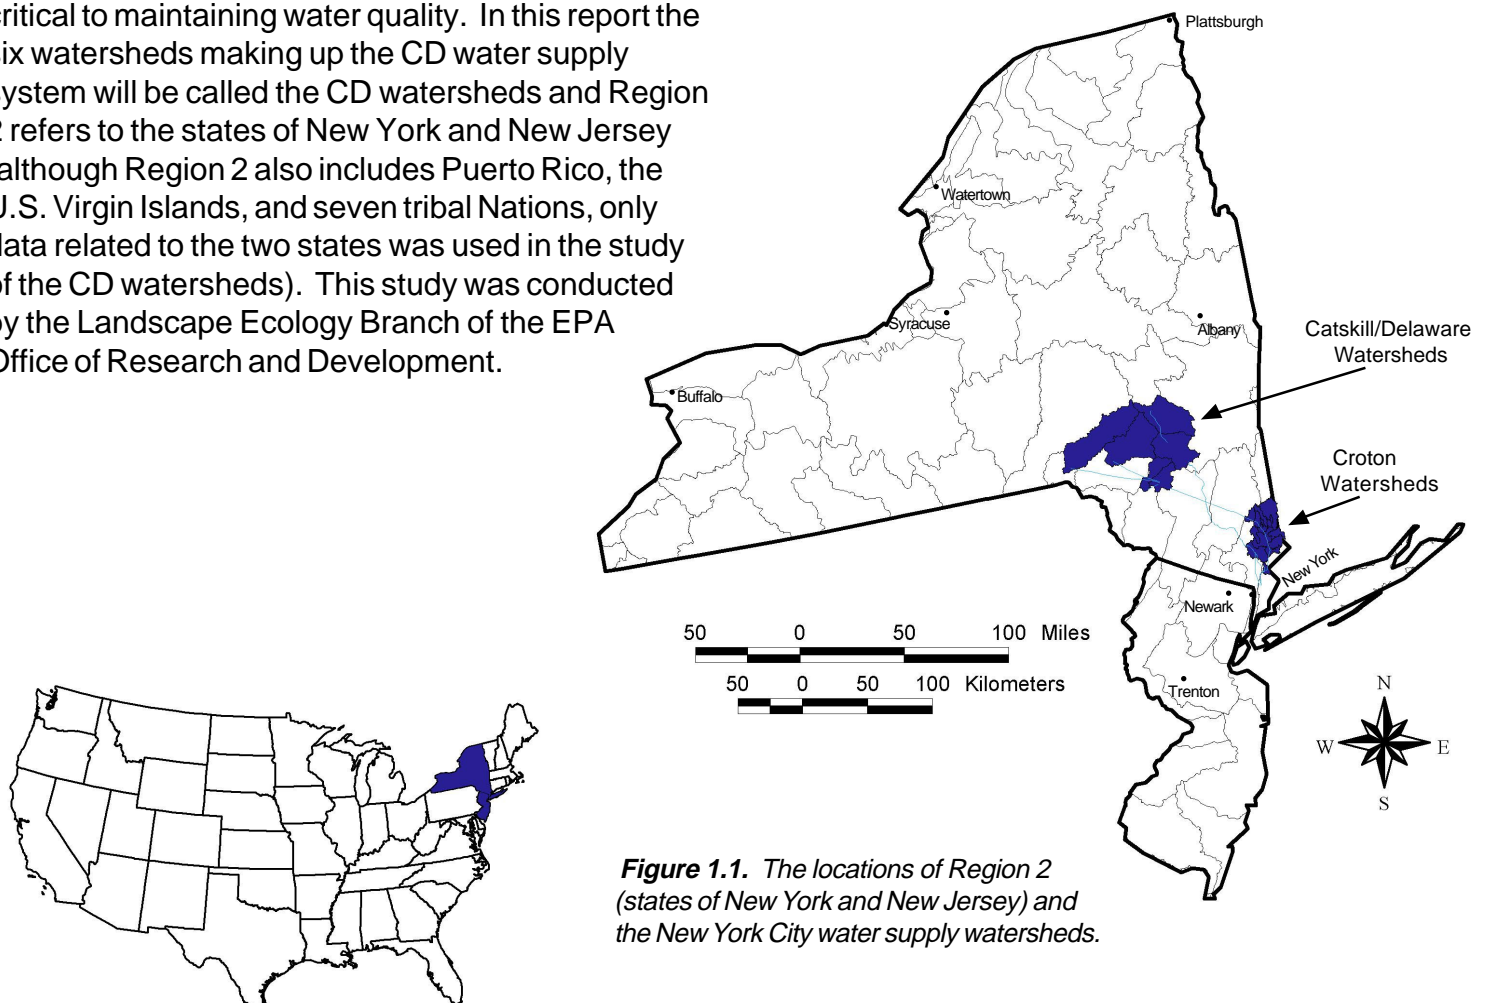 critical to maintaining water quality. In this report the
six watersheds making up the CD water supply
system will be called the CD watersheds and Region
2 refers to the states of New York and New Jersey
(although Region 2 also includes Puerto Rico, the
U.S. Virgin Islands, and seven tribal Nations, only
data related to the two states was used in the study
of the CD watersheds). This study was conducted
by the Landscape Ecology Branch of the EPA
Office of Research and Development.
Plattsburgh
Watertown
Syracuse
Albany
Buffalo
Catskill/Delaware
Watersheds
Croton
Watersheds
New York
Newark
Trenton
50 0 50 100 Miles
50 0 50 100 Kilometers
N
W E
S
Figure 1.1. The locations of Region 2
(states of New York and New Jersey) and
the New York City water supply watersheds.